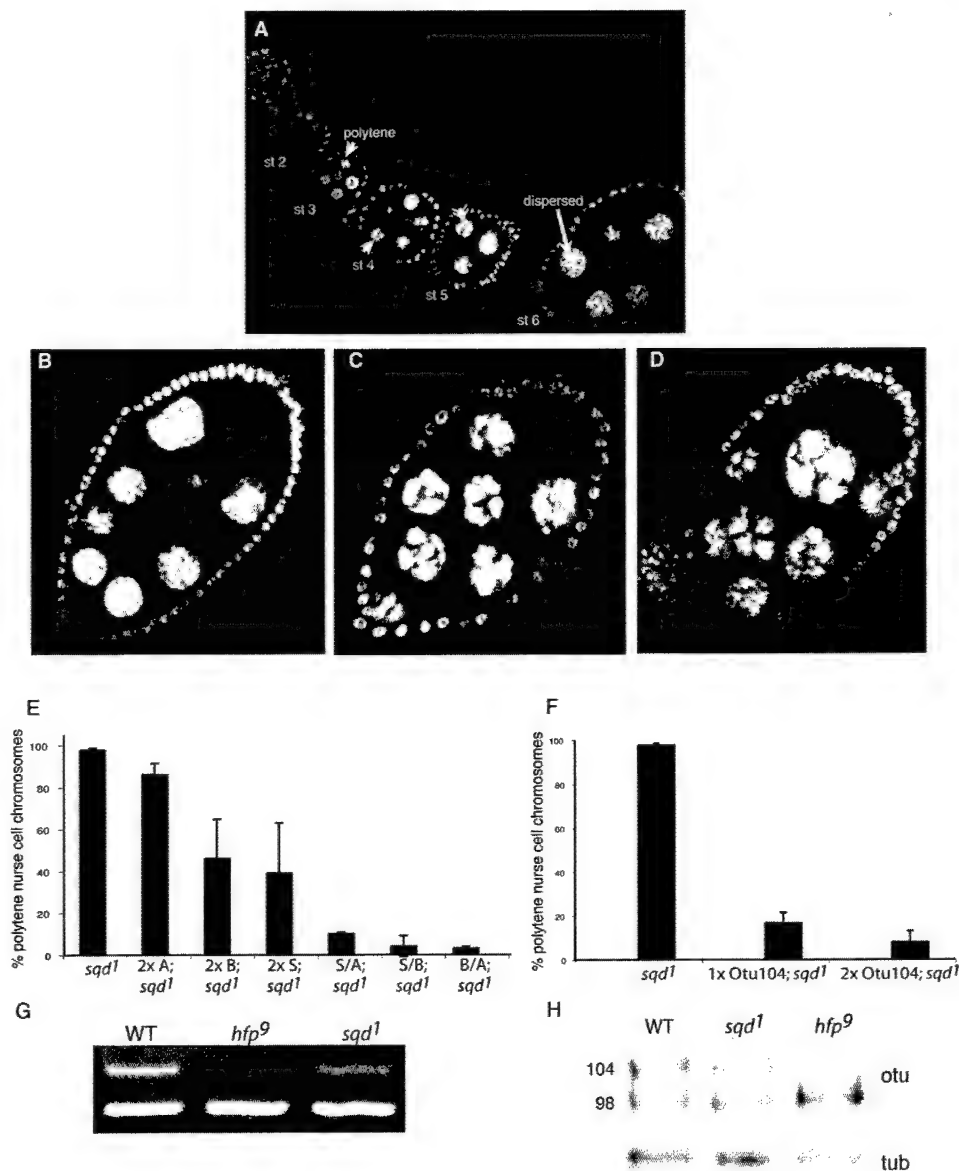 A
polytene
st 2
st 3
dispersed
st 4
st 5
st 6
B
C
D
E
F
% polytene nurse cell chromosomes
100
80
60
40
20
0
sqd1
2x A; sqd1
2x B; sqd1
2x S; sqd1
S/A; sqd1
S/B; sqd1
B/A; sqd1
% polytene nurse cell chromosomes
100
80
60
40
20
0
sqd1
1x Otu104; sqd1
2x Otu104; sqd1
G
WT hfp9 sqd1
H
WT sqd1 hfp9
104
otu
98
tub